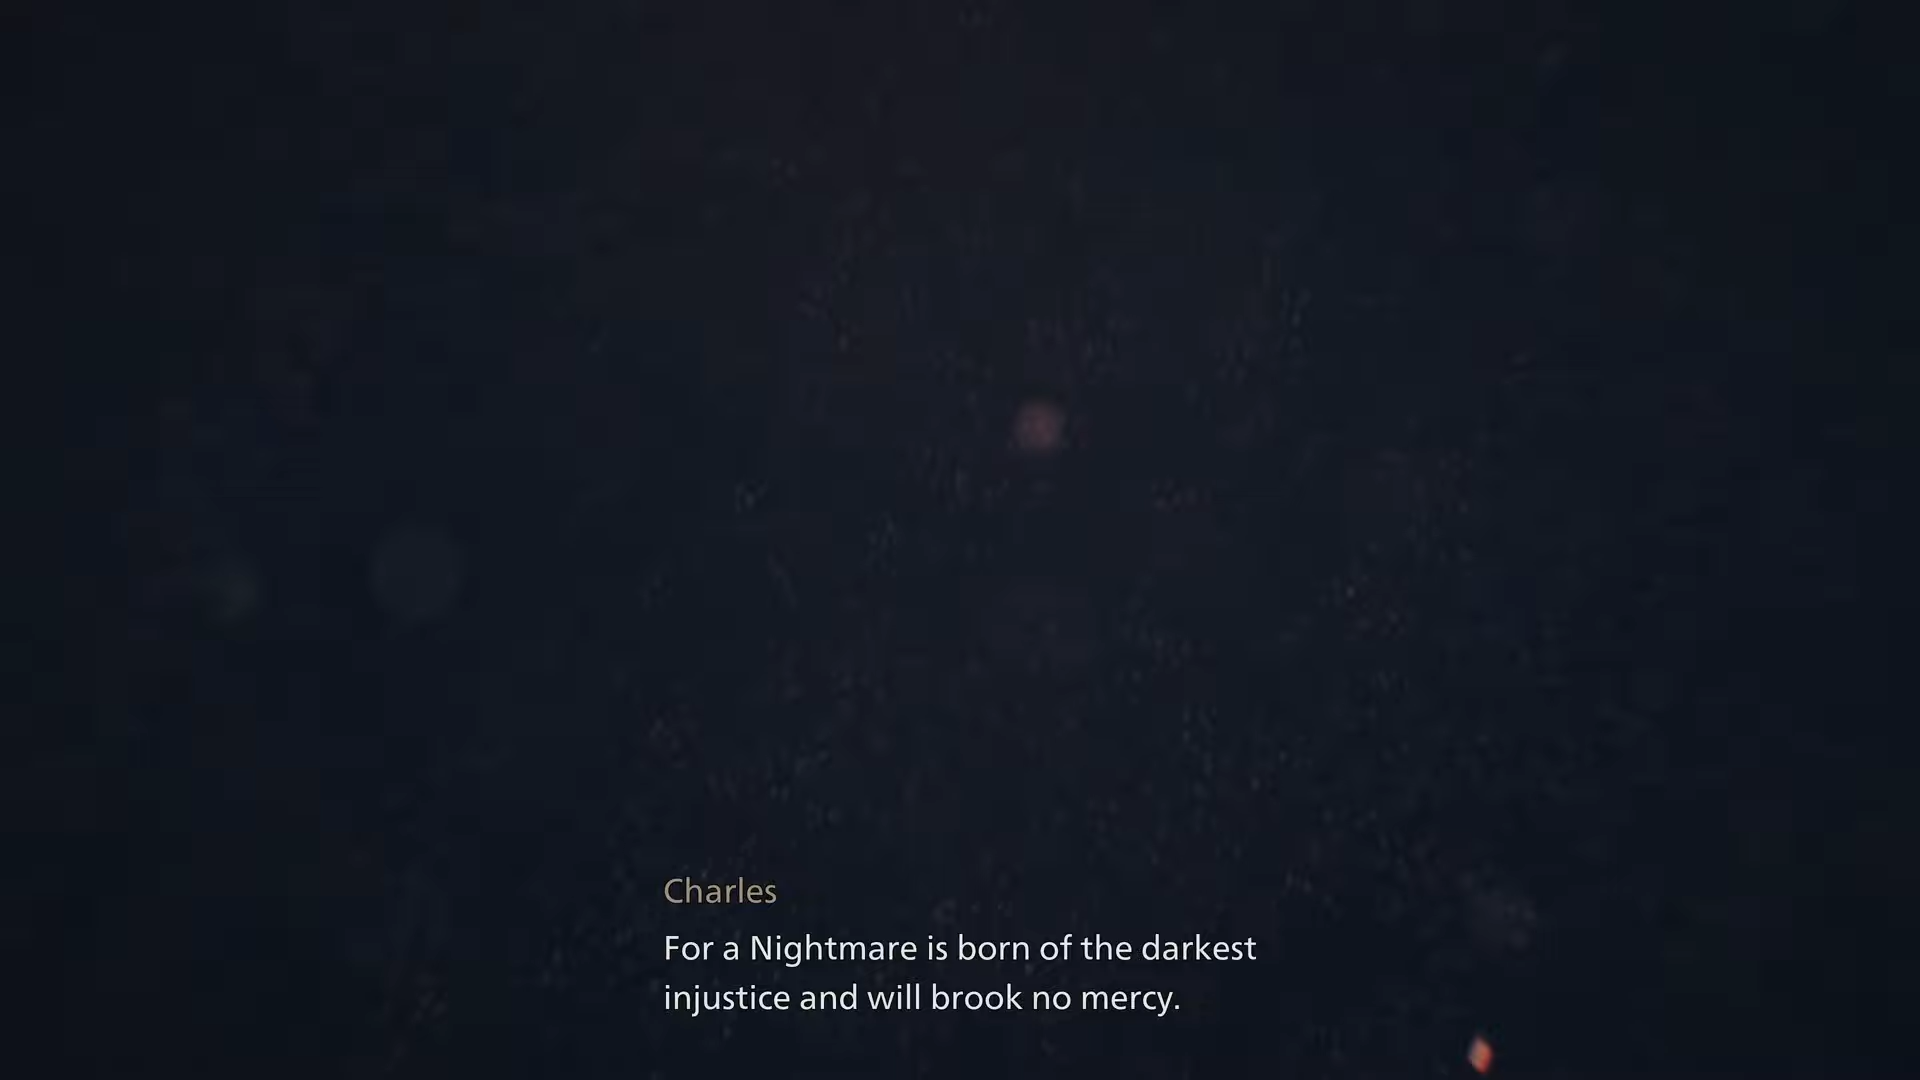 Charles
For a Nightmare is born of the darkest
injustice and will brook no mercy.